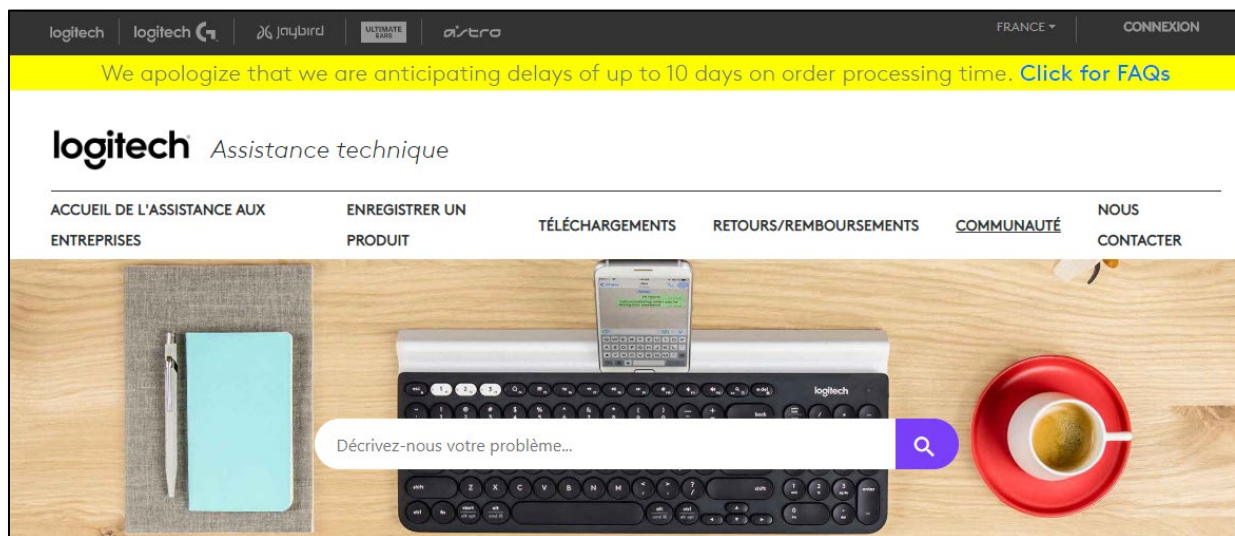 logitech
logitech G
jaybird
ULTIMATE EARS
astro
FRANCE
CONNEXION
We apologize that we are anticipating delays of up to 10 days on order processing time. Click for FAQs
logitech Assistance technique
ACCUEIL DE L'ASSISTANCE AUX
ENTREPRISES
ENREGISTRER UN
PRODUIT
TÉLÉCHARGEMENTS
RETOURS/REMBOURSEMENTS
COMMUNAUTÉ
NOUS
CONTACTER
logitech
Décrivez-nous votre problème...
shift Z X C V B N M shift